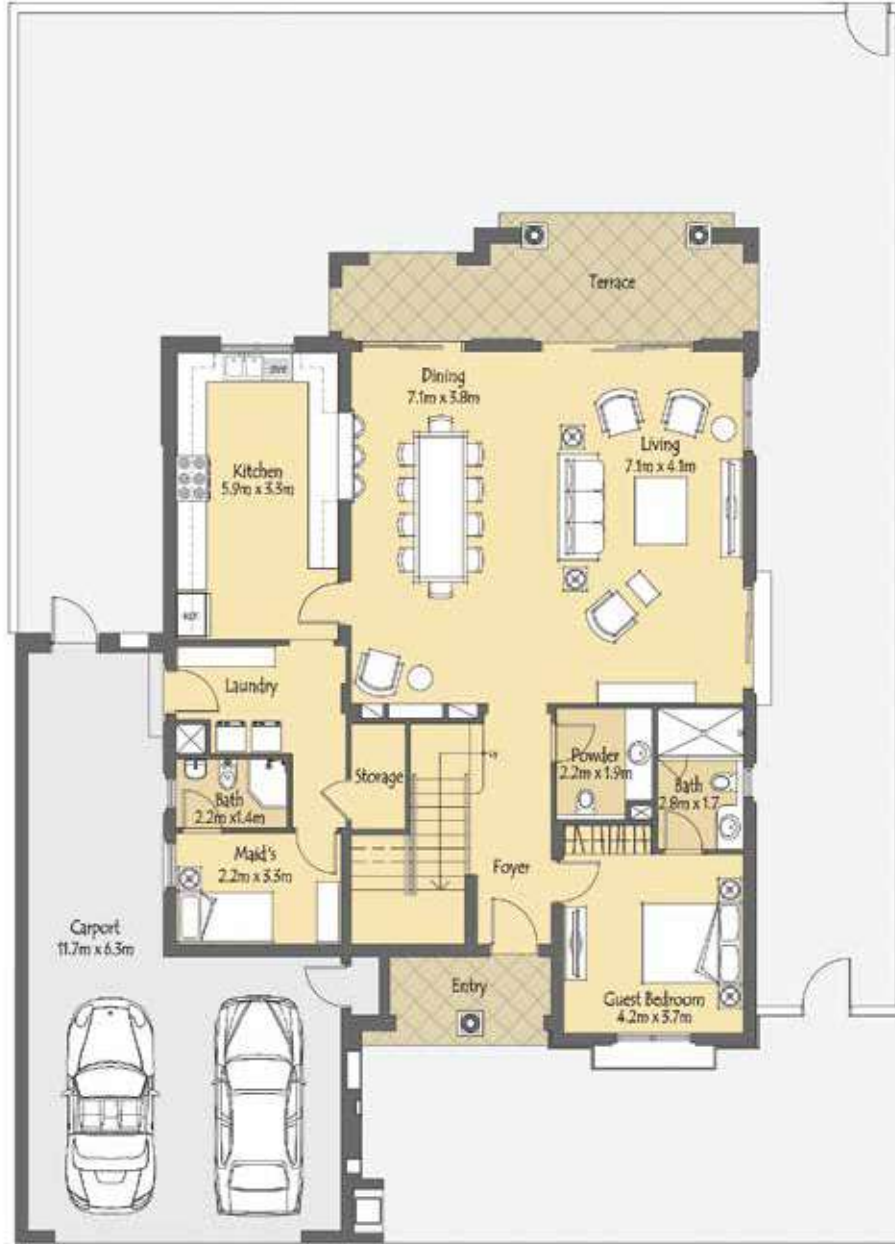 Terrace
Dining
7.1m x 3.8m
Living
7.1m x 4.1m
Kitchen
5.9m x 3.3m
REF
Laundry
Storage
Powder
2.2m x 1.9m
Bath
2.8m x 1.7
Bath
2.2m x1.4m
Maid's
2.2m x 3.3m
Foyer
Carport
11.7m x 6.3m
Entry
Guest Bedroom
4.2m x 3.7m